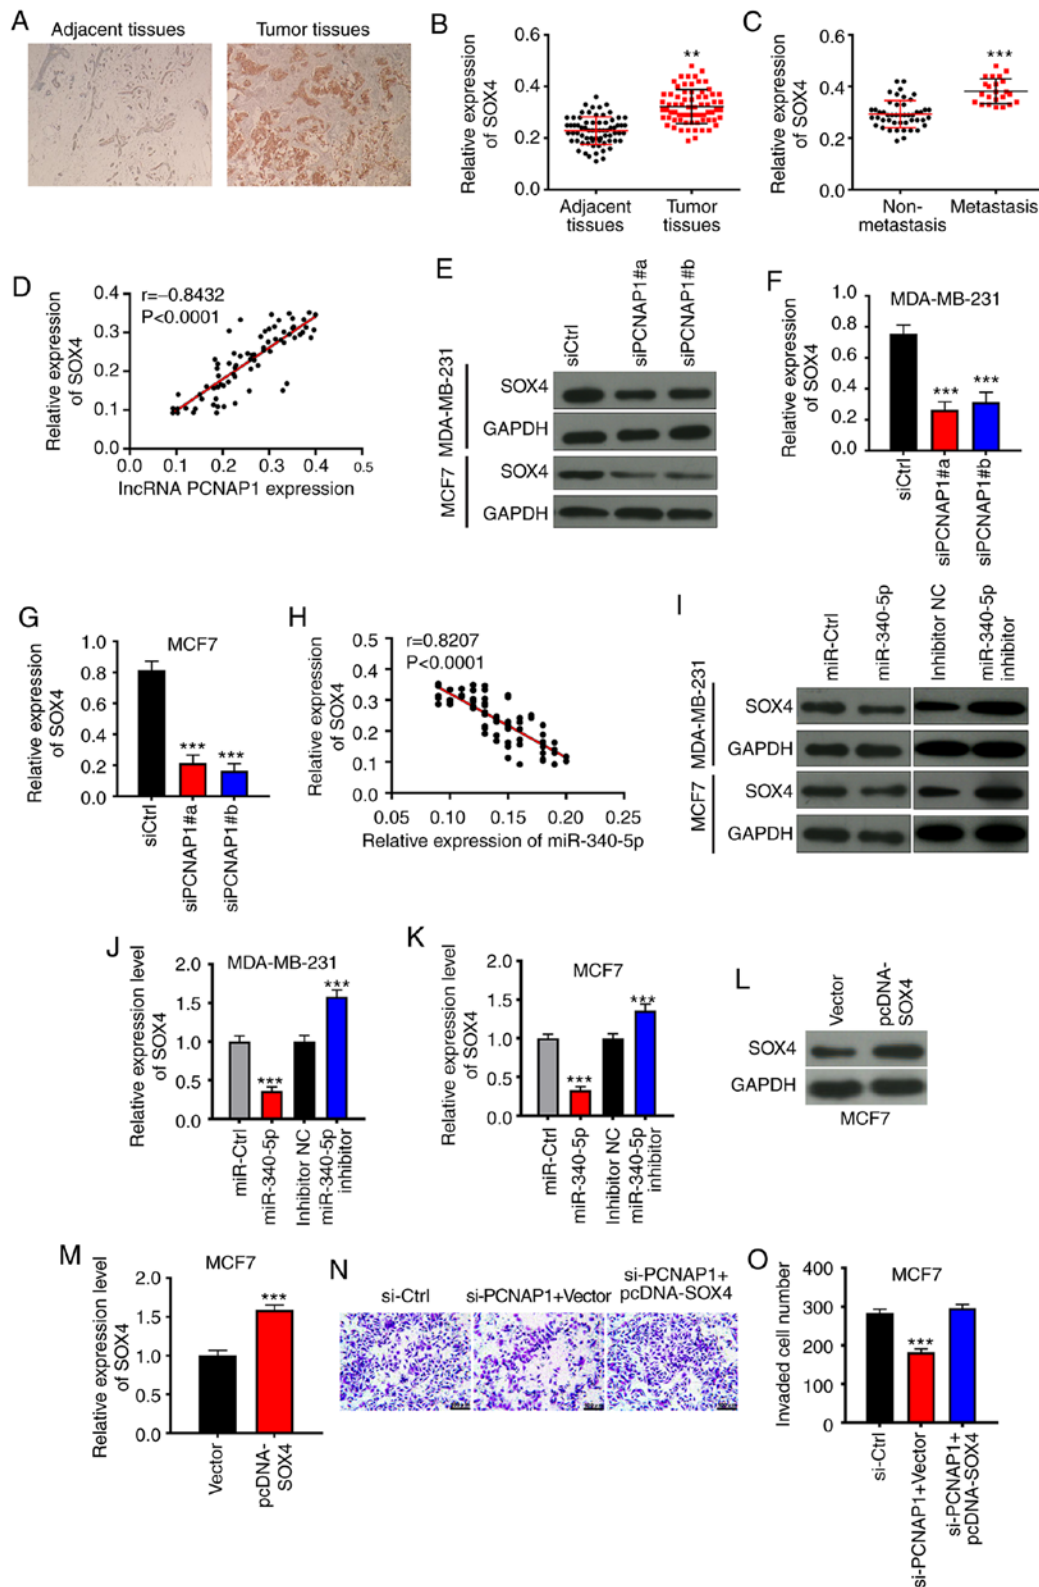 A
Adjacent tissues
Tumor tissues
B
Relative expression
of SOX4
0.6
0.4
0.2
0.0
**
Adjacent
tissues
Tumor
tissues
C
Relative expression
of SOX4
0.6
0.4
0.2
0.0
***
Non-
metastasis
Metastasis
D
Relative expression
of SOX4
0.4
0.3
0.2
0.1
0.0
r=−0.8432
P<0.0001
0.0
0.1
0.2
0.3
0.4
0.5
lncRNA PCNAP1 expression
E
siCtrl
siPCNAP1#a
siPCNAP1#b
MDA-MB-231
SOX4
GAPDH
MCF7
SOX4
GAPDH
F
MDA-MB-231
Relative expression
of SOX4
1.0
0.8
0.6
0.4
0.2
0.0
***
***
siCtrl
siPCNAP1#a
siPCNAP1#b
G
MCF7
Relative expression
of SOX4
1.0
0.8
0.6
0.4
0.2
0.0
***
***
siCtrl
siPCNAP1#a
siPCNAP1#b
H
Relative expression
of SOX4
0.5
0.4
0.3
0.2
0.1
0.0
r=0.8207
P<0.0001
0.05
0.10
0.15
0.20
0.25
Relative expression of miR-340-5p
I
miR-Ctrl
miR-340-5p
Inhibitor NC
miR-340-5p
inhibitor
MDA-MB-231
SOX4
GAPDH
MCF7
SOX4
GAPDH
J
MDA-MB-231
Relative expression level
of SOX4
2.0
1.5
1.0
0.5
0.0
***
***
miR-Ctrl
miR-340-5p
Inhibitor NC
miR-340-5p
inhibitor
K
MCF7
Relative expression level
of SOX4
2.0
1.5
1.0
0.5
0.0
***
***
miR-Ctrl
miR-340-5p
Inhibitor NC
miR-340-5p
inhibitor
L
Vector
pcDNA-
SOX4
SOX4
GAPDH
MCF7
M
MCF7
Relative expression level
of SOX4
2.0
1.5
1.0
0.5
0.0
***
Vector
pcDNA-
SOX4
N
si-Ctrl
si-PCNAP1+Vector
si-PCNAP1+
pcDNA-SOX4
O
MCF7
Invaded cell number
400
300
200
100
0
***
si-Ctrl
si-PCNAP1+Vector
si-PCNAP1+
pcDNA-SOX4